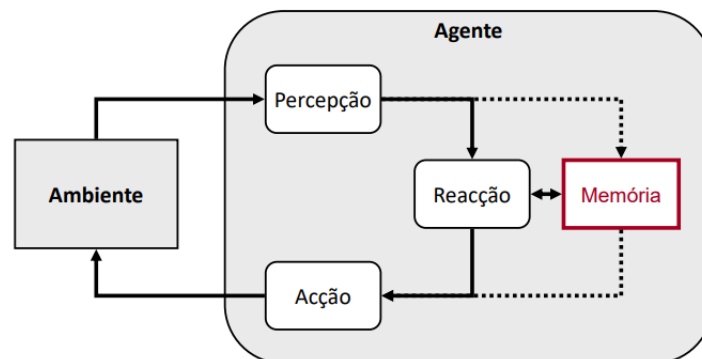 Agente
Percepção
Ambiente
Reacção
Memória
Acção